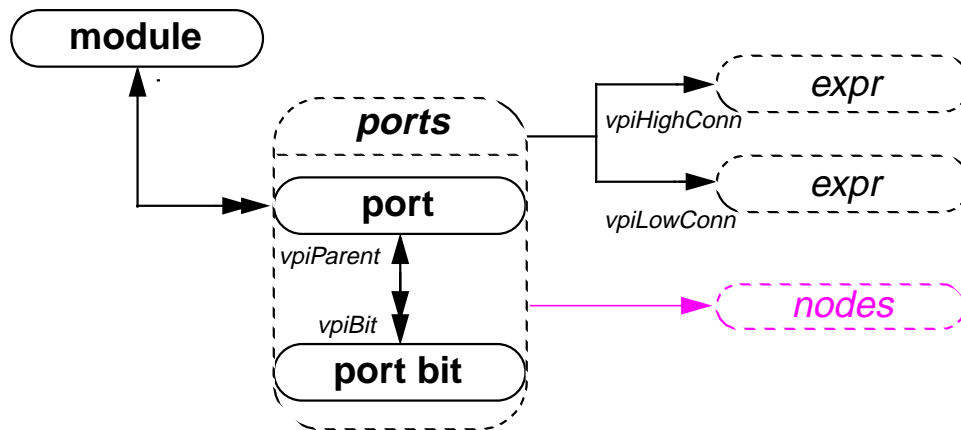 module
expr
vpiHighConn
ports
expr
port
vpiLowConn
vpiParent
nodes
vpiBit
port bit